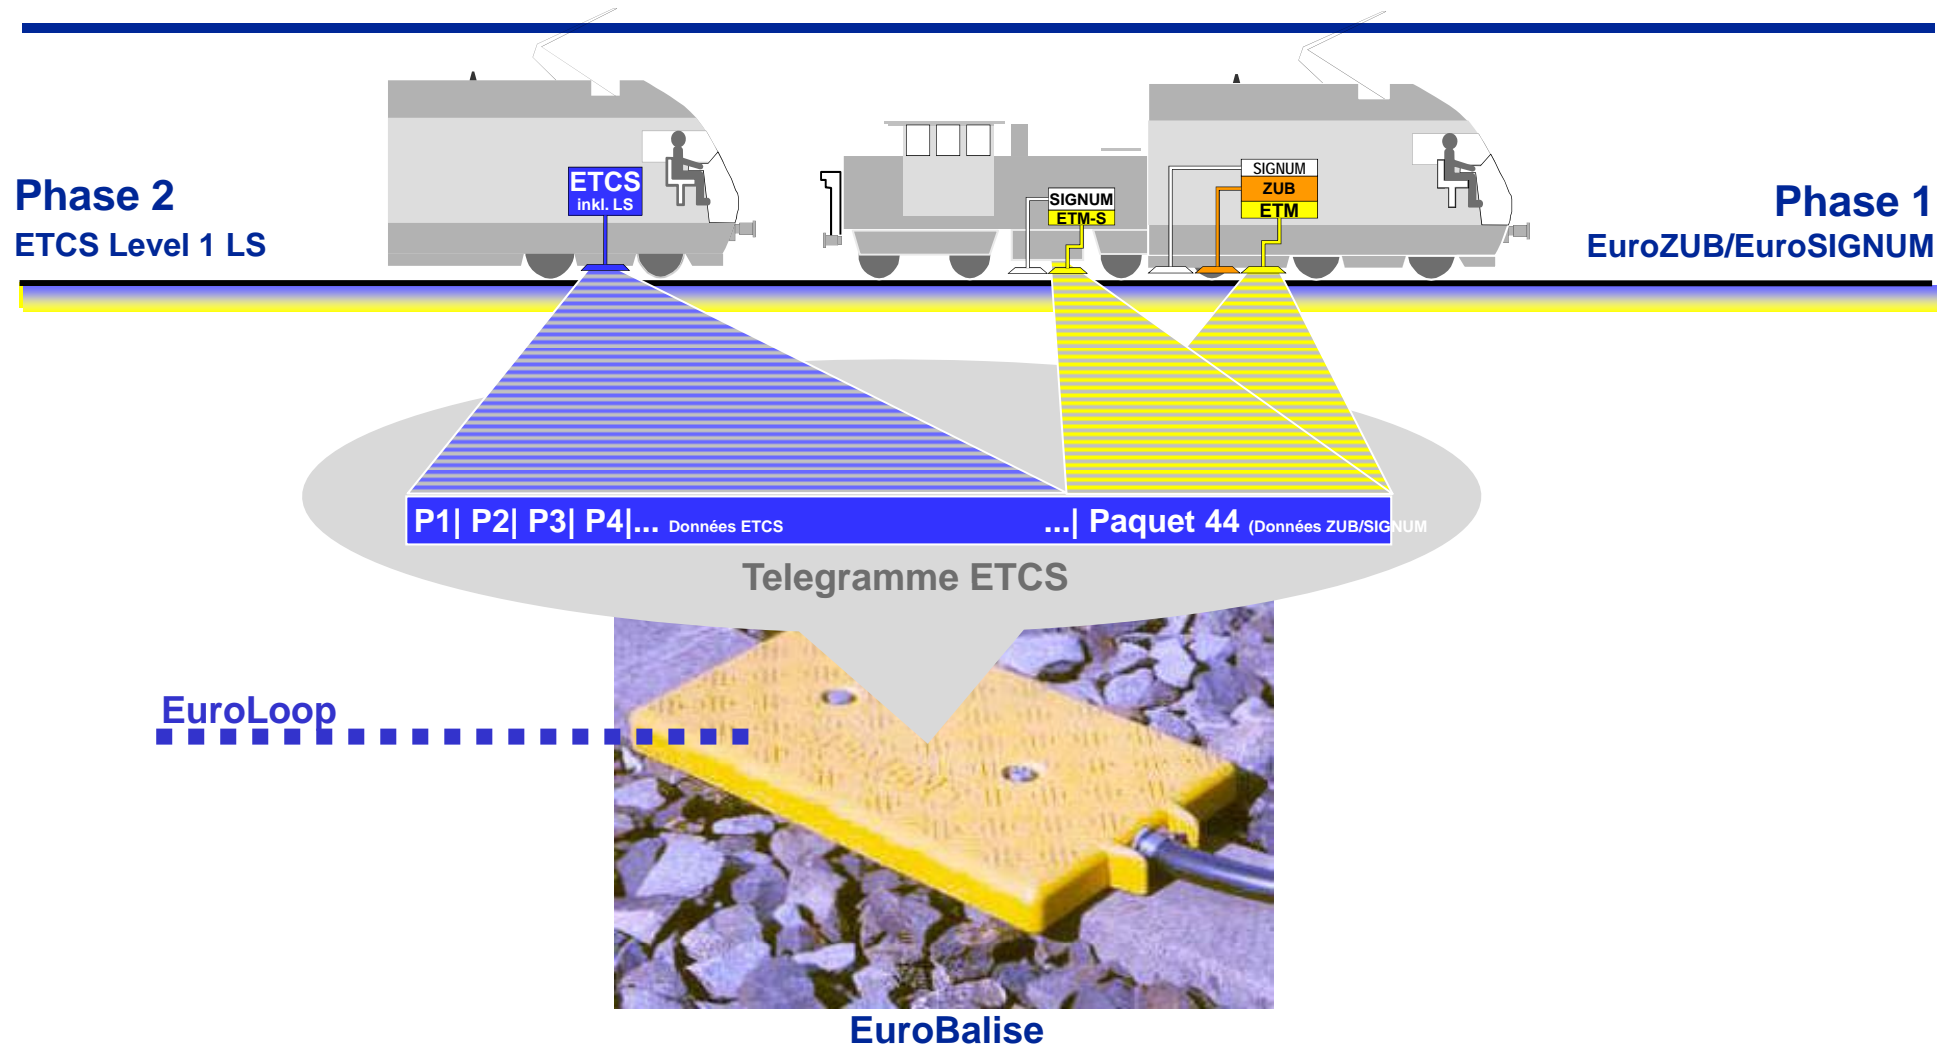 Phase 2
ETCS Level 1 LS
ETCS
inkl. LS
SIGNUM
ETM-S
SIGNUM
ZUB
ETM
Phase 1
EuroZUB/EuroSIGNUM
P1| P2| P3| P4|... Données ETCS ...| Paquet 44 (Données ZUB/SIGNUM
Telegramme ETCS
EuroLoop
EuroBalise